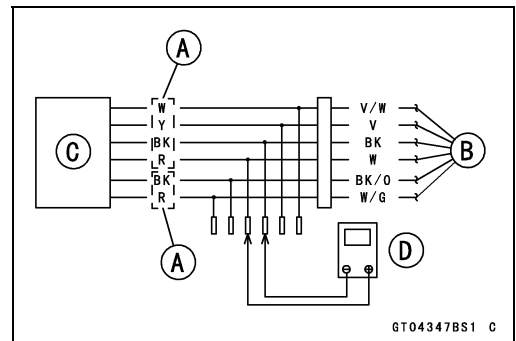 A
W V/W
Y V
BK BK
C R W B
BK BK/O
R W/G
A D
⊖ ⊕
GT04347BS1 C